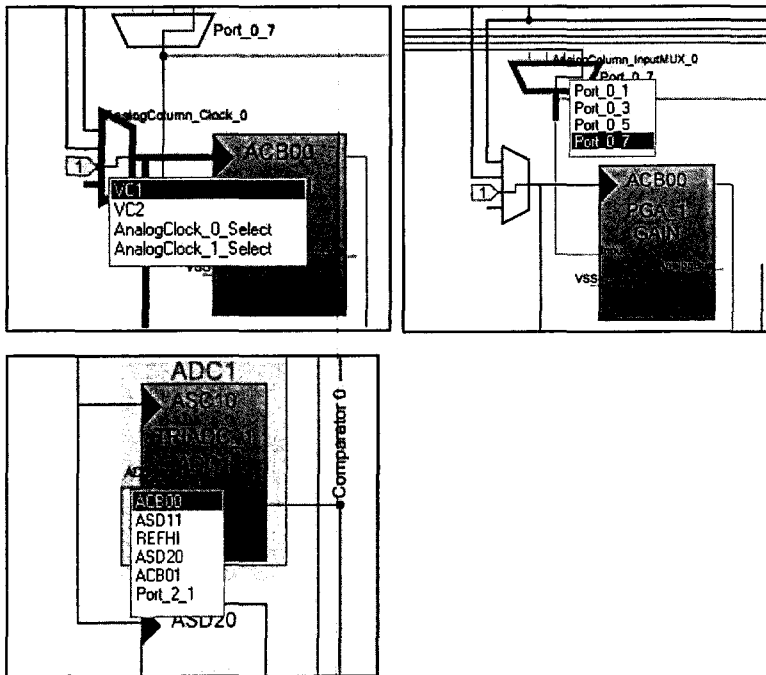 Port_0_7
AnalogColumn_Clock_0
1
ACB00
VC1
VC2
AnalogClock_0_Select
AnalogClock_1_Select
AnalogColumn_InputMUX_0
Port_0_7
Port_0_1
Port_0_3
Port_0_5
Port_0_7
1
ACB00
PGA_1
GAIN
VSS
ADC1
ASC10
Comparator 0
ACB00
ASD11
REFHI
ASD20
ACB01
Port_2_1
ASD20